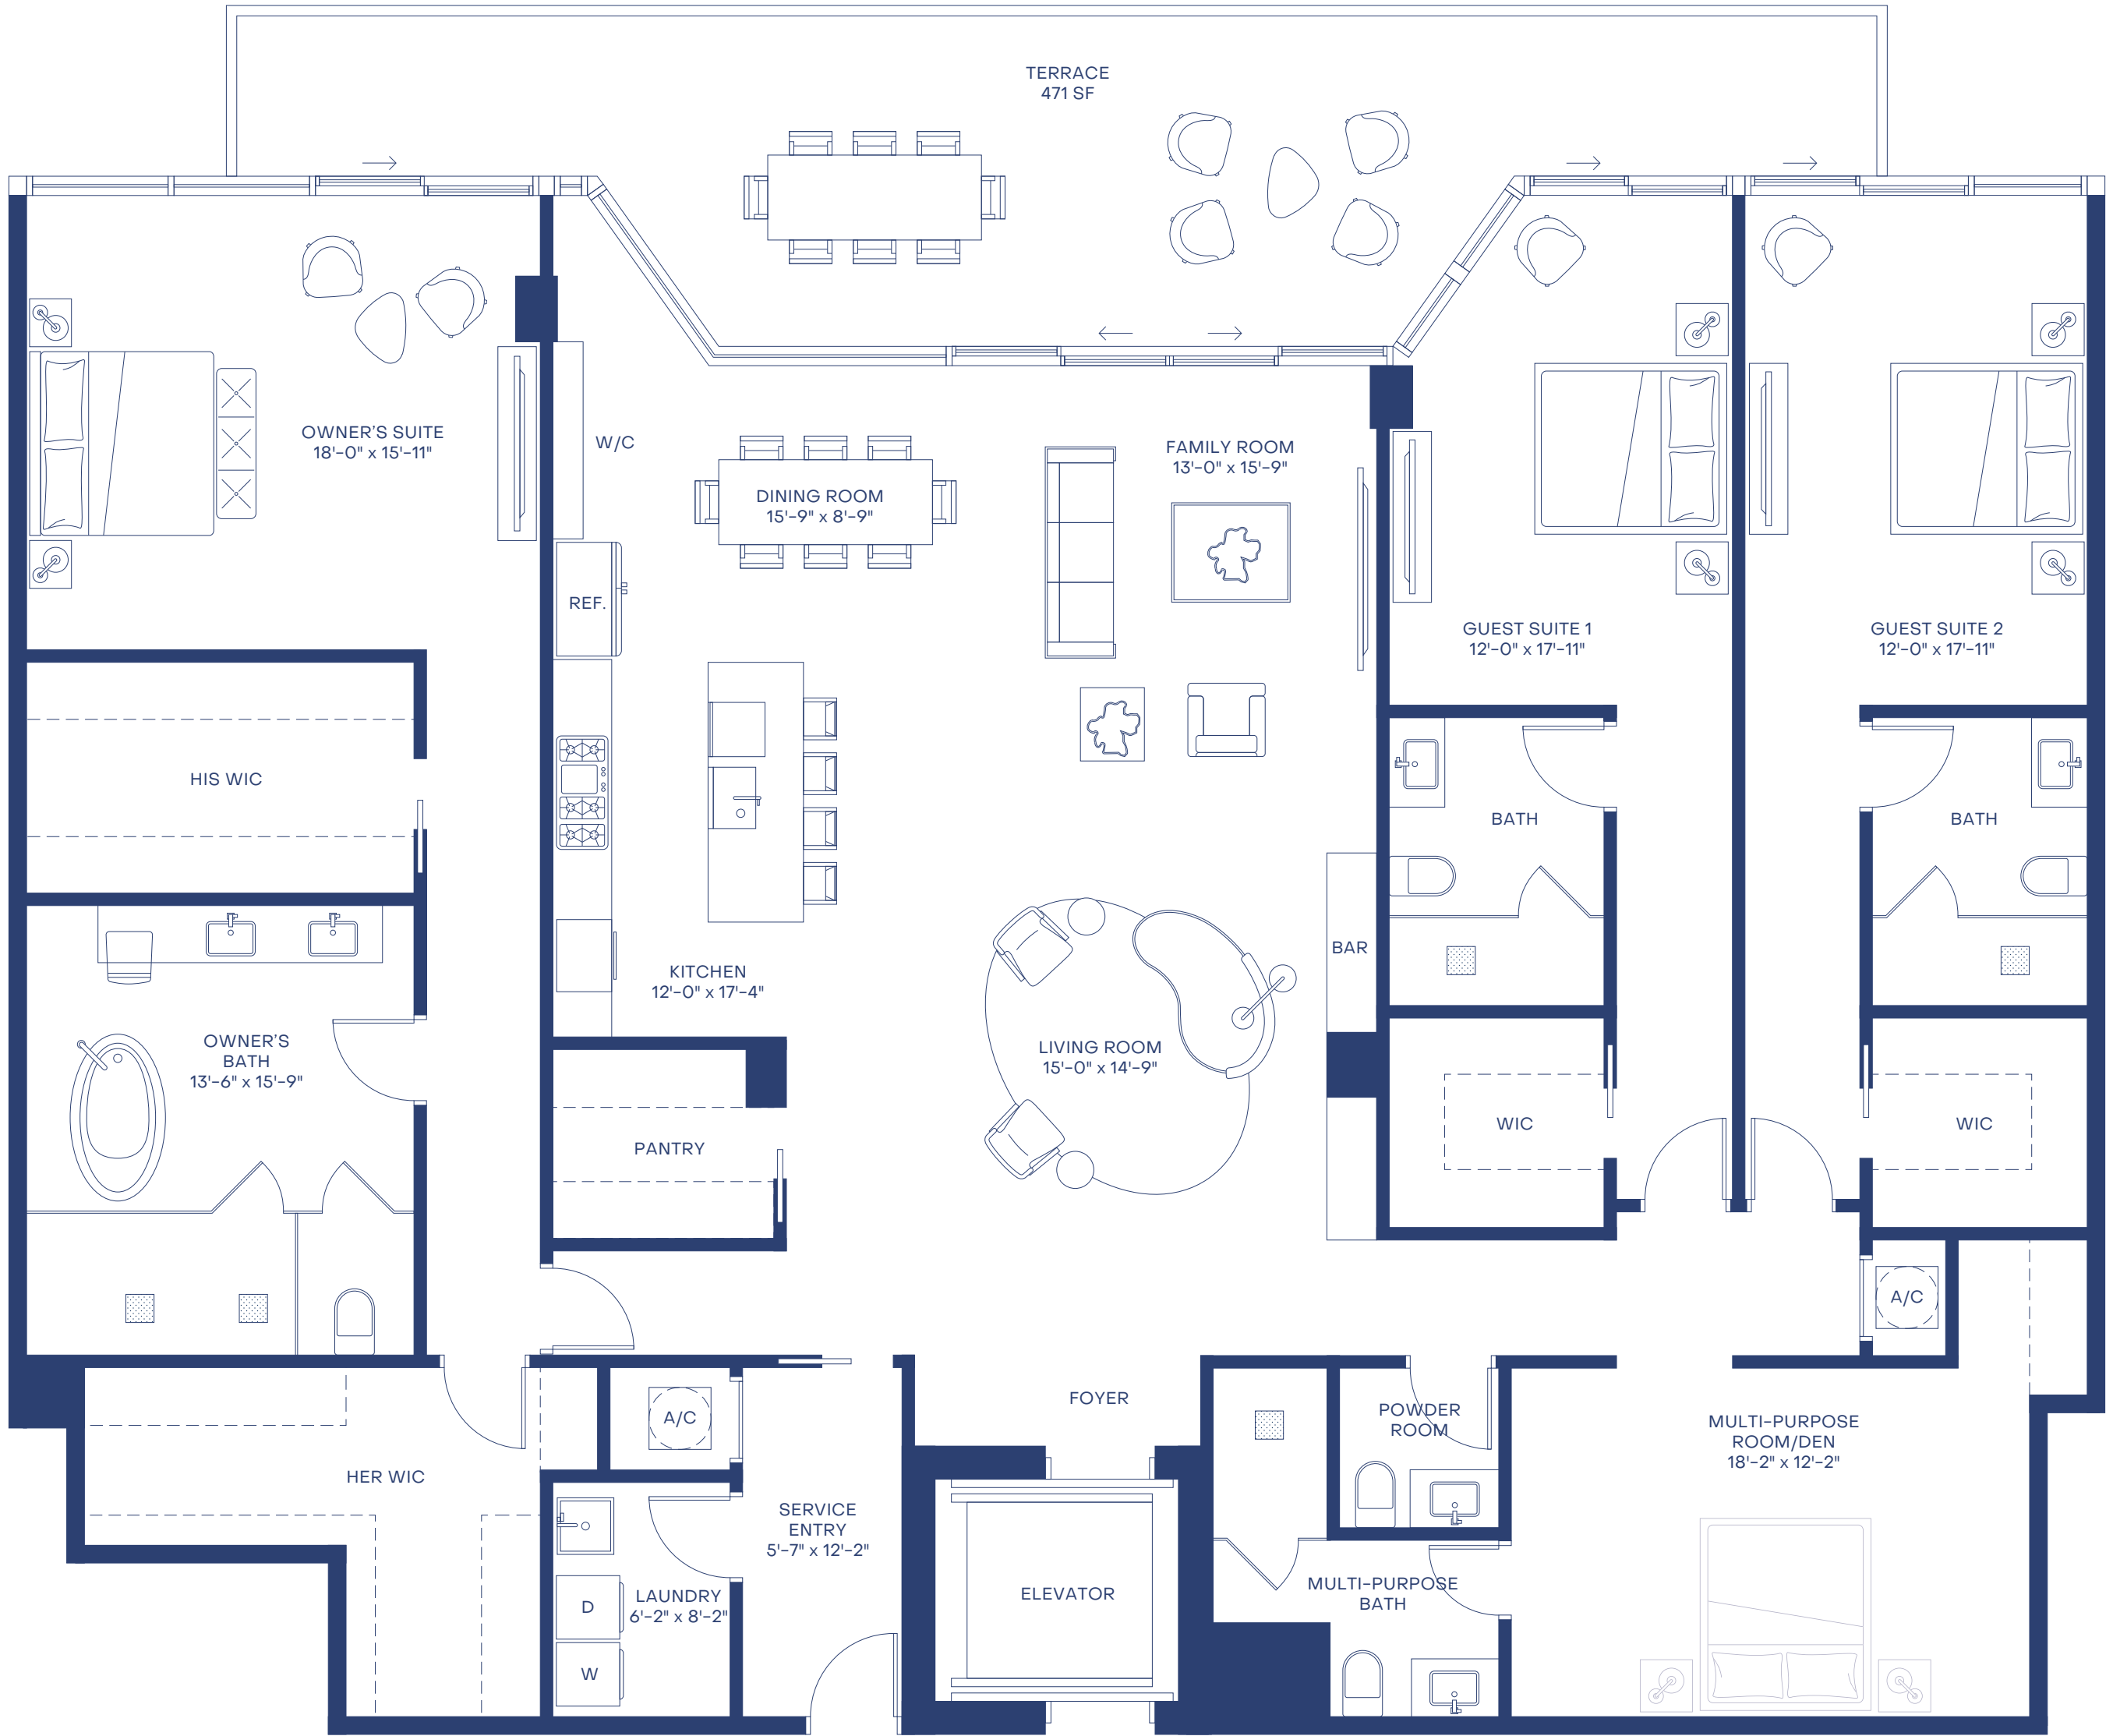 TERRACE
471 SF
OWNER'S SUITE
18'-0" x 15'-11"
W/C
DINING ROOM
15'-9" x 8'-9"
FAMILY ROOM
13'-0" x 15'-9"
REF.
GUEST SUITE 1
12'-0" x 17'-11"
GUEST SUITE 2
12'-0" x 17'-11"
HIS WIC
BATH
BATH
BAR
KITCHEN
12'-0" x 17'-4"
OWNER'S
BATH
13'-6" x 15'-9"
LIVING ROOM
15'-0" x 14'-9"
PANTRY
WIC
WIC
A/C
FOYER
A/C
POWDER
ROOM
MULTI-PURPOSE
ROOM/DEN
18'-2" x 12'-2"
HER WIC
SERVICE
ENTRY
5'-7" x 12'-2"
ELEVATOR
D
LAUNDRY
6'-2" x 8'-2"
MULTI-PURPOSE
BATH
W